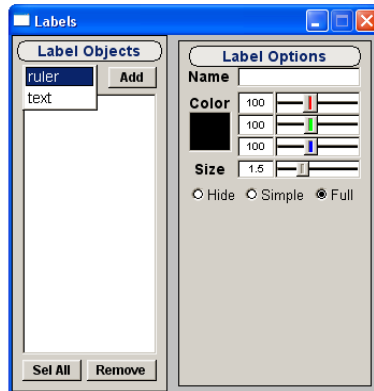 Labels
Label Objects
ruler
Add
text
Sel All
Remove
Label Options
Name
Color
100
100
100
Size
1.5
Hide
Simple
Full